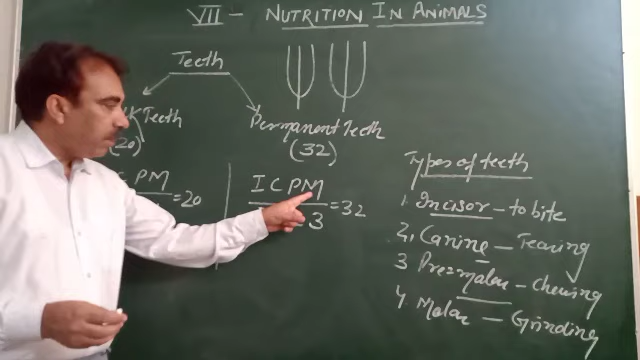 VII - NUTRITION IN ANIMALS
Teeth
Teeth
(20)
Permanent Teeth
(32)
C PM
=20
I C PM
3 =32
Types of teeth
1. Incisor - to bite
2. Canine - Tearing
3 Pre-molar - Chewing
4. Molar - Grinding